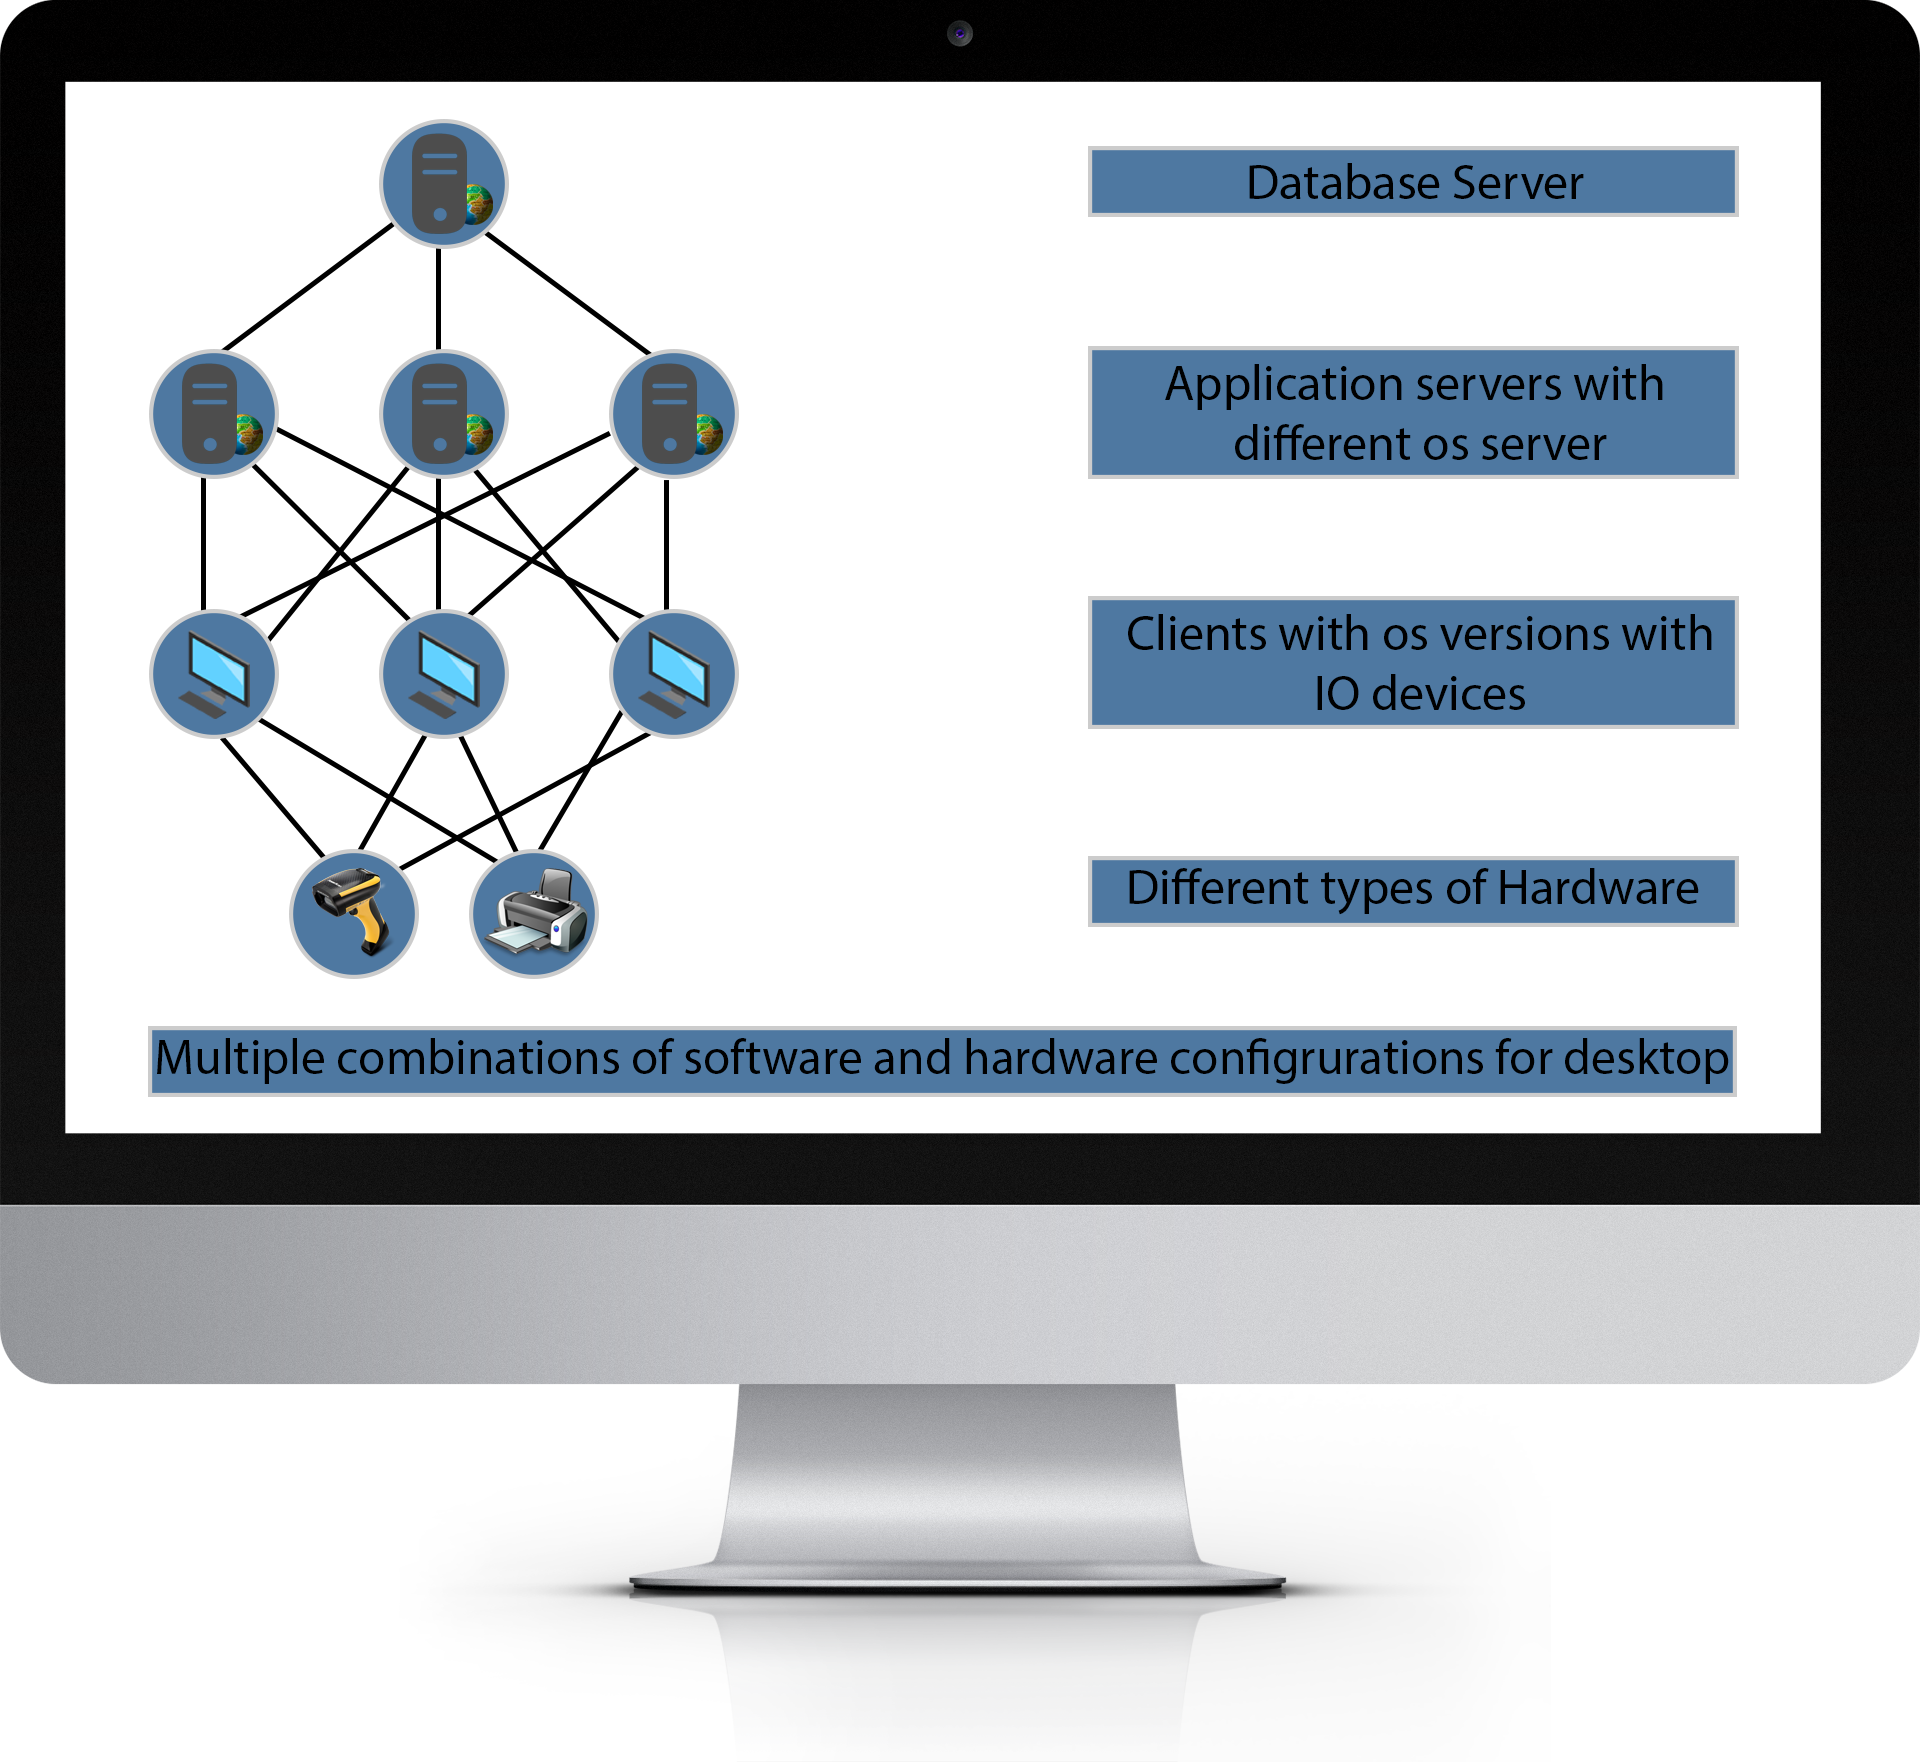 Database Server
Application servers with
different os server
Clients with os versions with
IO devices
Different types of Hardware
Multiple combinations of software and hardware configrurations for desktop